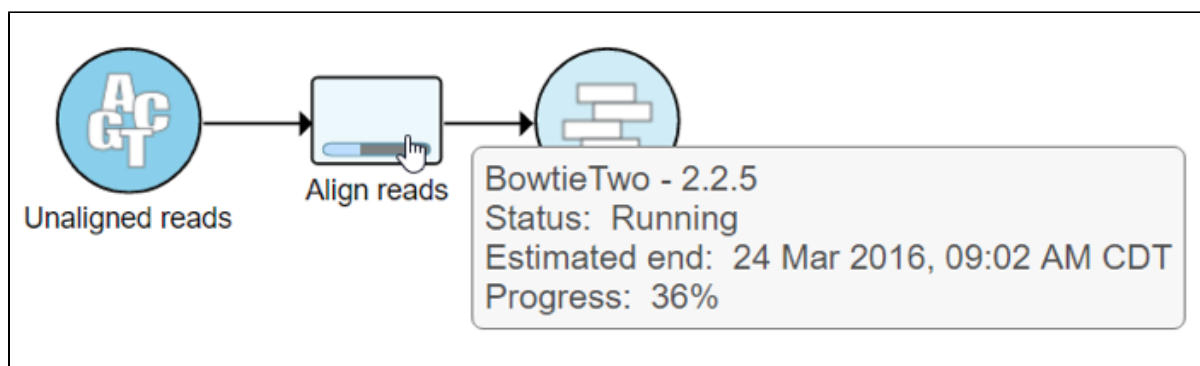 ACGT
Unaligned reads
Align reads
BowtieTwo - 2.2.5
Status: Running
Estimated end: 24 Mar 2016, 09:02 AM CDT
Progress: 36%